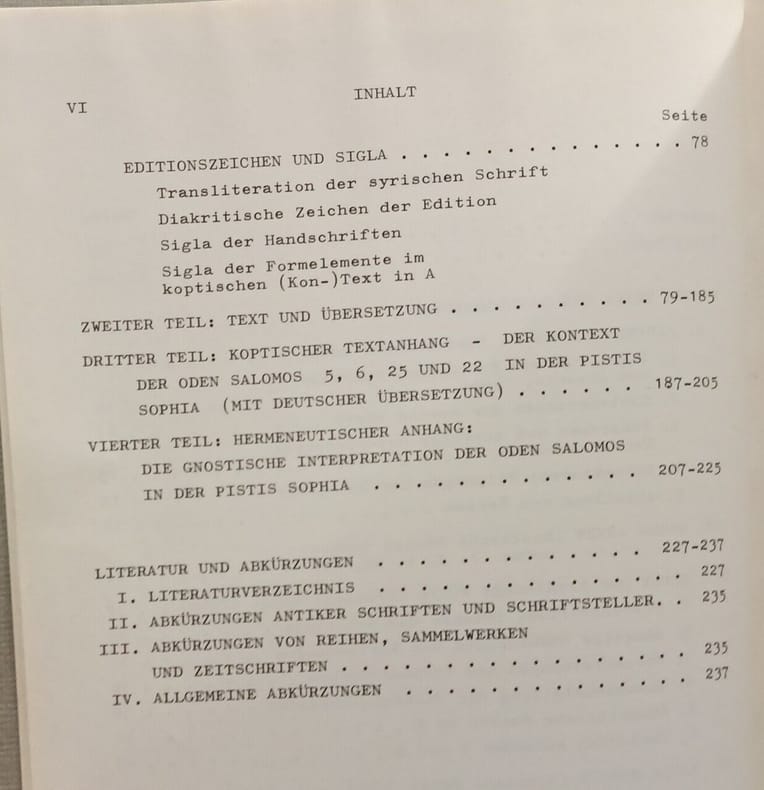 VI INHALT
Seite
EDITIONSZEICHEN UND SIGLA . . . . . . . . . . . . . . 78
Transliteration der syrischen Schrift
Diakritische Zeichen der Edition
Sigla der Handschriften
Sigla der Formelemente im
koptischen (Kon-)Text in A
ZWEITER TEIL: TEXT UND ÜBERSETZUNG . . . . . . . . . . 79-185
DRITTER TEIL: KOPTISCHER TEXTANHANG - DER KONTEXT
DER ODEN SALOMOS 5, 6, 25 UND 22 IN DER PISTIS
SOPHIA (MIT DEUTSCHER ÜBERSETZUNG) . . . . . . 187-205
VIERTER TEIL: HERMENEUTISCHER ANHANG:
DIE GNOSTISCHE INTERPRETATION DER ODEN SALOMOS
IN DER PISTIS SOPHIA . . . . . . . . . . . . . 207-225
LITERATUR UND ABKÜRZUNGEN . . . . . . . . . . . . . 227-237
I. LITERATURVERZEICHNIS . . . . . . . . . . . . . . . 227
II. ABKÜRZUNGEN ANTIKER SCHRIFTEN UND SCHRIFTSTELLER. . 235
III. ABKÜRZUNGEN VON REIHEN, SAMMELWERKEN
UND ZEITSCHRIFTEN . . . . . . . . . . . . . . . . . 235
IV. ALLGEMEINE ABKÜRZUNGEN . . . . . . . . . . . . . . 237